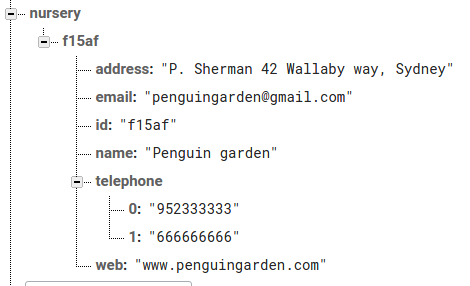 nursery
f15af
address: "P. Sherman 42 Wallaby way, Sydney"
email: "penguingarden@gmail.com"
id: "f15af"
name: "Penguin garden"
telephone
0: "952333333"
1: "666666666"
web: "www.penguingarden.com"